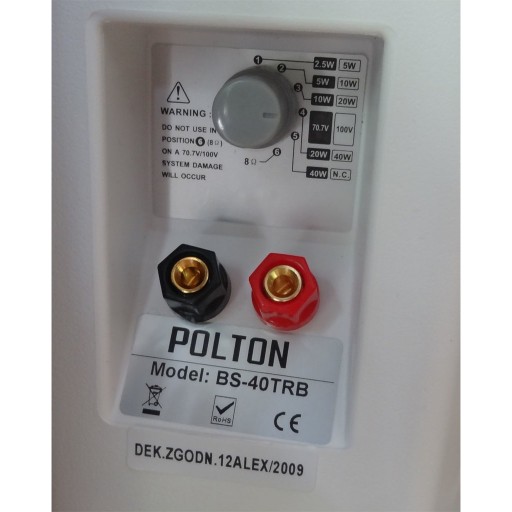 1 2.5W 5W
2 5W 10W
3 10W 20W
4 70.7V 100V
5 20W 40W
6 40W N.C.
8 Ω
WARNING:
DO NOT USE IN
POSITION 6 (8 Ω)
ON A 70.7V/100V
SYSTEM DAMAGE
WILL OCCUR
POLTON
Model: BS-40TRB
RoHS
CE
DEK.ZGODN.12ALEX/2009